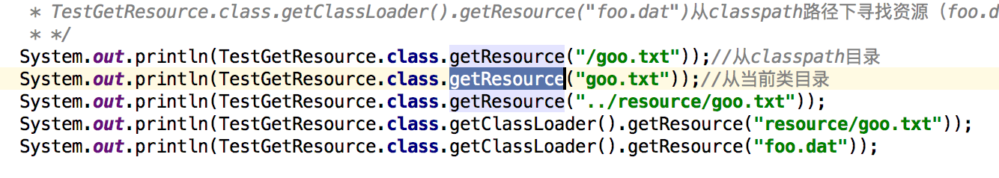 * TestGetResource.class.getClassLoader().getResource("foo.dat")从classpath路径下寻找资源（foo.d
* */
System.out.println(TestGetResource.class.getResource("/goo.txt"));//从classpath目录
System.out.println(TestGetResource.class.getResource("goo.txt"));//从当前类目录
System.out.println(TestGetResource.class.getResource("../resource/goo.txt"));
System.out.println(TestGetResource.class.getClassLoader().getResource("resource/goo.txt"));
System.out.println(TestGetResource.class.getClassLoader().getResource("foo.dat"));